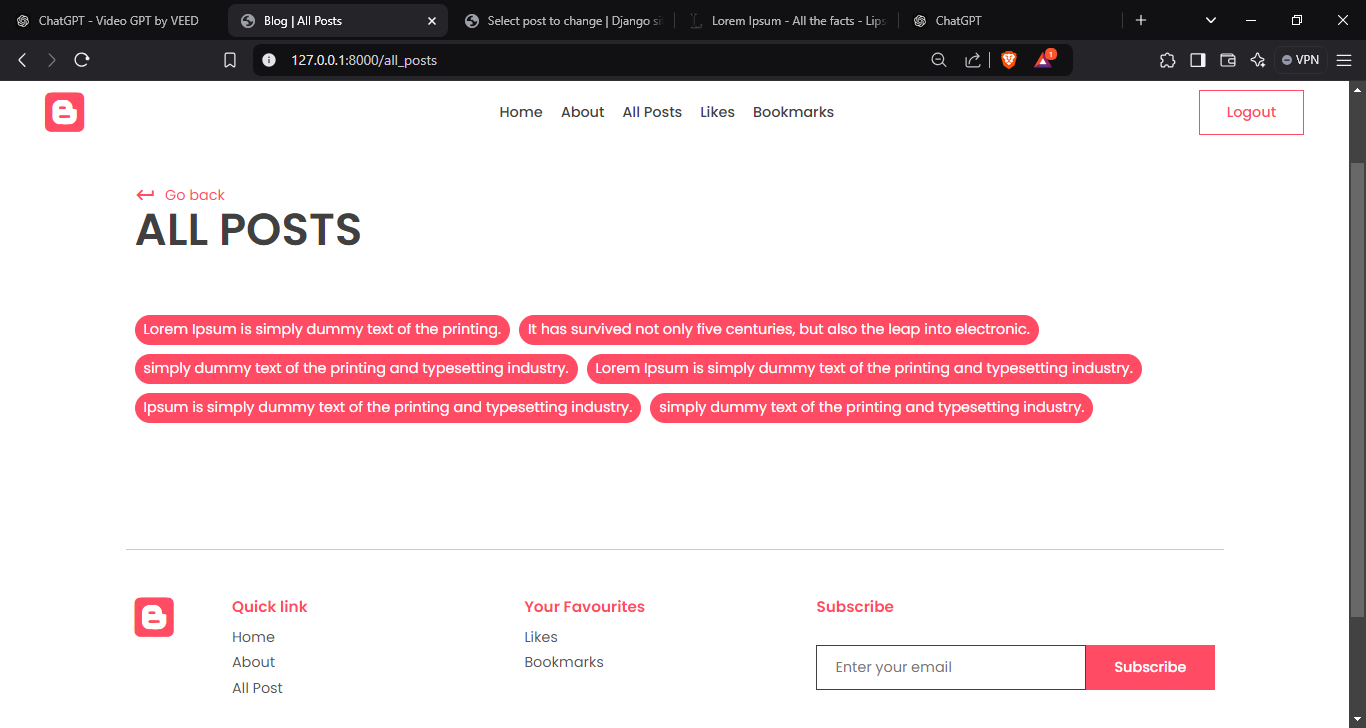 ChatGPT - Video GPT by VEED
Blog | All Posts
Select post to change | Django si
Lorem Ipsum - All the facts - Lips
ChatGPT
127.0.0.1:8000/all_posts
1
VPN
Home About All Posts Likes Bookmarks
Logout
Go back
ALL POSTS
Lorem Ipsum is simply dummy text of the printing. It has survived not only five centuries, but also the leap into electronic.
simply dummy text of the printing and typesetting industry. Lorem Ipsum is simply dummy text of the printing and typesetting industry.
Ipsum is simply dummy text of the printing and typesetting industry. simply dummy text of the printing and typesetting industry.
Quick link
Home
About
All Post
Your Favourites
Likes
Bookmarks
Subscribe
Enter your email
Subscribe